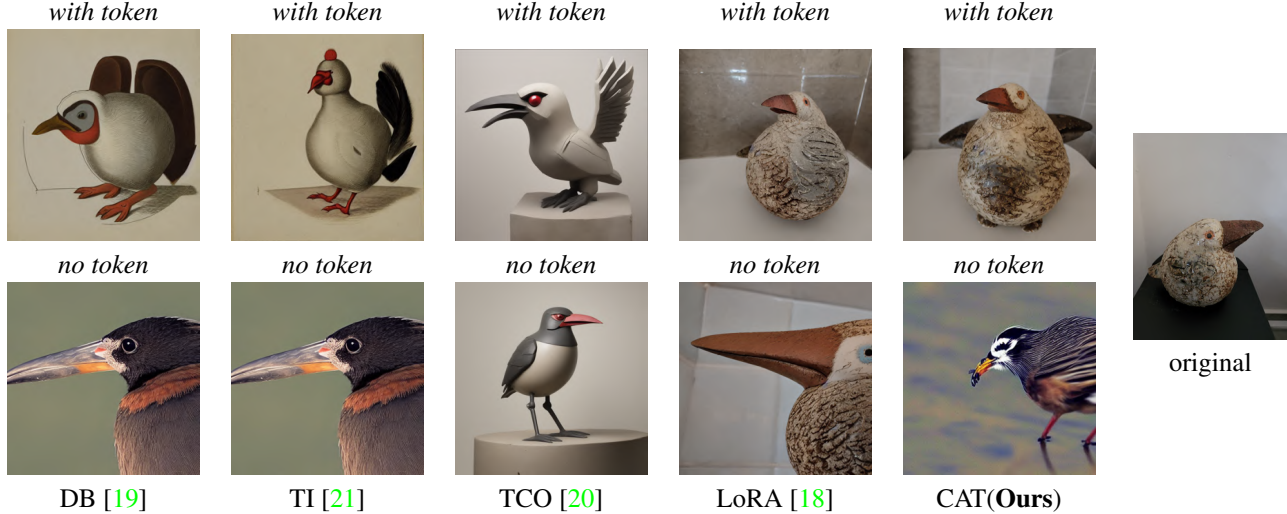 with token with token with token with token with token
no token no token no token no token no token
original
DB [19] TI [21] TCO [20] LoRA [18] CAT(Ours)